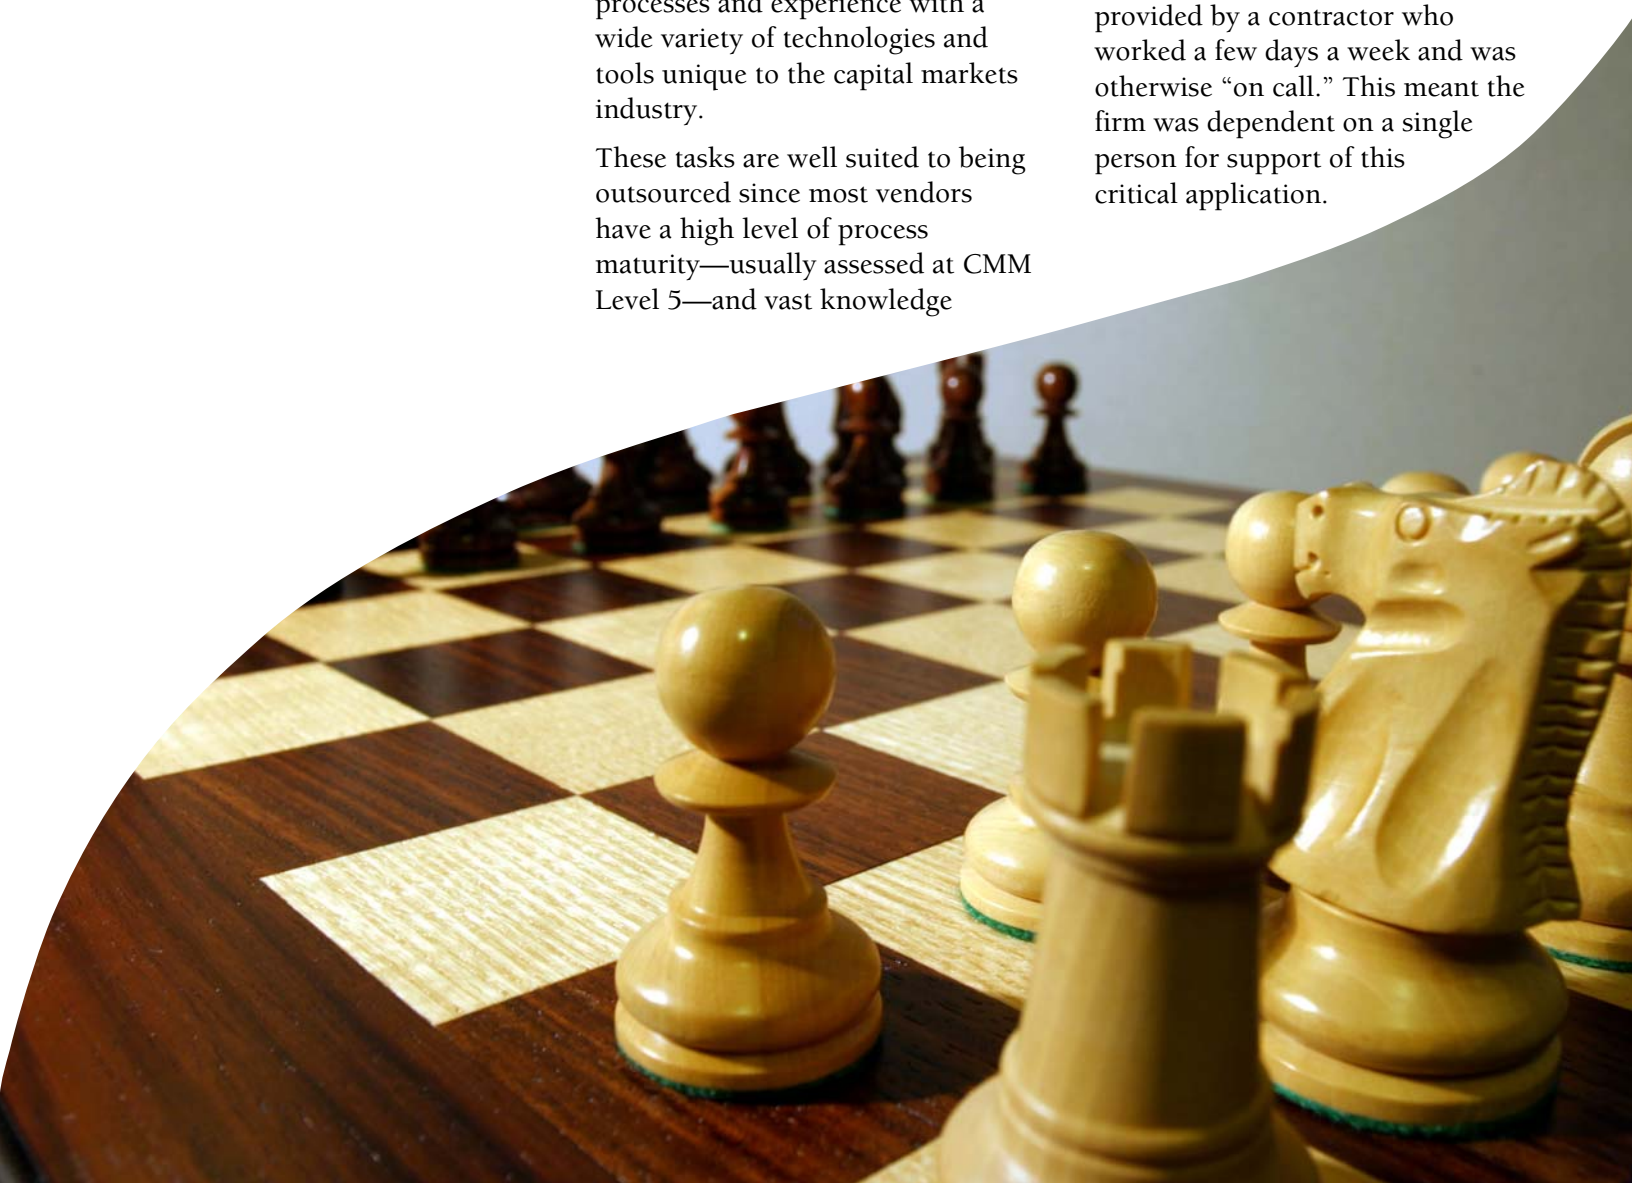 processes and experience with a
wide variety of technologies and
tools unique to the capital markets
industry.
These tasks are well suited to being
outsourced since most vendors
have a high level of process
maturity—usually assessed at CMM
Level 5—and vast knowledge
provided by a contractor who
worked a few days a week and was
otherwise “on call.” This meant the
firm was dependent on a single
person for support of this
critical application.